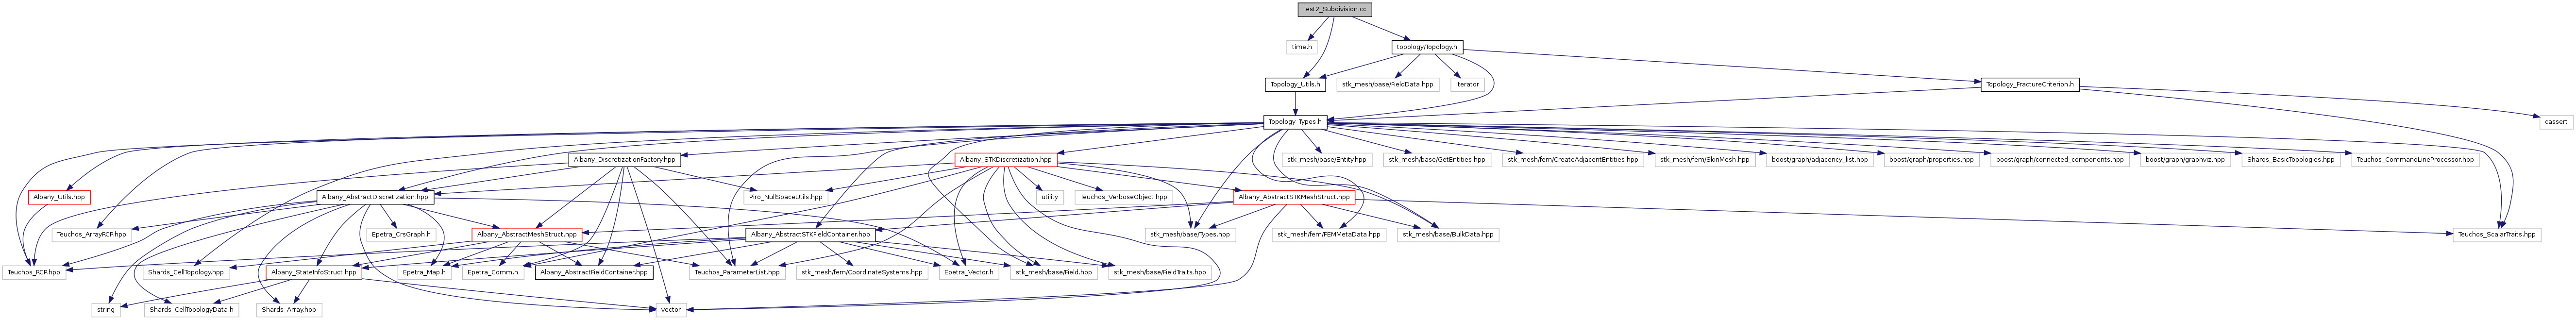 Test2_Subdivision.cc
time.h
topology/Topology.h
Topology_Utils.h
stk_mesh/base/FieldData.hpp
iterator
Topology_FractureCriterion.h
Topology_Types.h
cassert
Albany_DiscretizationFactory.hpp
Albany_STKDiscretization.hpp
stk_mesh/base/Entity.hpp
stk_mesh/base/GetEntities.hpp
stk_mesh/fem/CreateAdjacentEntities.hpp
stk_mesh/fem/SkinMesh.hpp
boost/graph/adjacency_list.hpp
boost/graph/properties.hpp
boost/graph/connected_components.hpp
boost/graph/graphviz.hpp
Shards_BasicTopologies.hpp
Teuchos_CommandLineProcessor.hpp
Albany_Utils.hpp
Albany_AbstractDiscretization.hpp
Piro_NullSpaceUtils.hpp
utility
Teuchos_VerboseObject.hpp
Albany_AbstractSTKMeshStruct.hpp
Teuchos_ArrayRCP.hpp
Epetra_CrsGraph.h
Albany_AbstractMeshStruct.hpp
Albany_AbstractSTKFieldContainer.hpp
stk_mesh/base/Types.hpp
stk_mesh/fem/FEMMetaData.hpp
stk_mesh/base/BulkData.hpp
Teuchos_ScalarTraits.hpp
Teuchos_RCP.hpp
Shards_CellTopology.hpp
Albany_StateInfoStruct.hpp
Epetra_Map.h
Epetra_Comm.h
Albany_AbstractFieldContainer.hpp
Teuchos_ParameterList.hpp
stk_mesh/fem/CoordinateSystems.hpp
Epetra_Vector.h
stk_mesh/base/Field.hpp
stk_mesh/base/FieldTraits.hpp
string
Shards_CellTopologyData.h
Shards_Array.hpp
vector